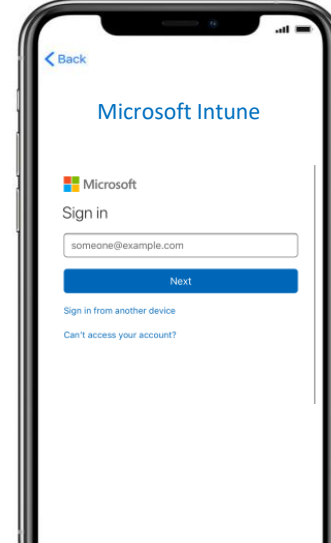 Back
Microsoft Intune
Microsoft
Sign in
someone@example.com
Next
Sign in from another device
Can't access your account?